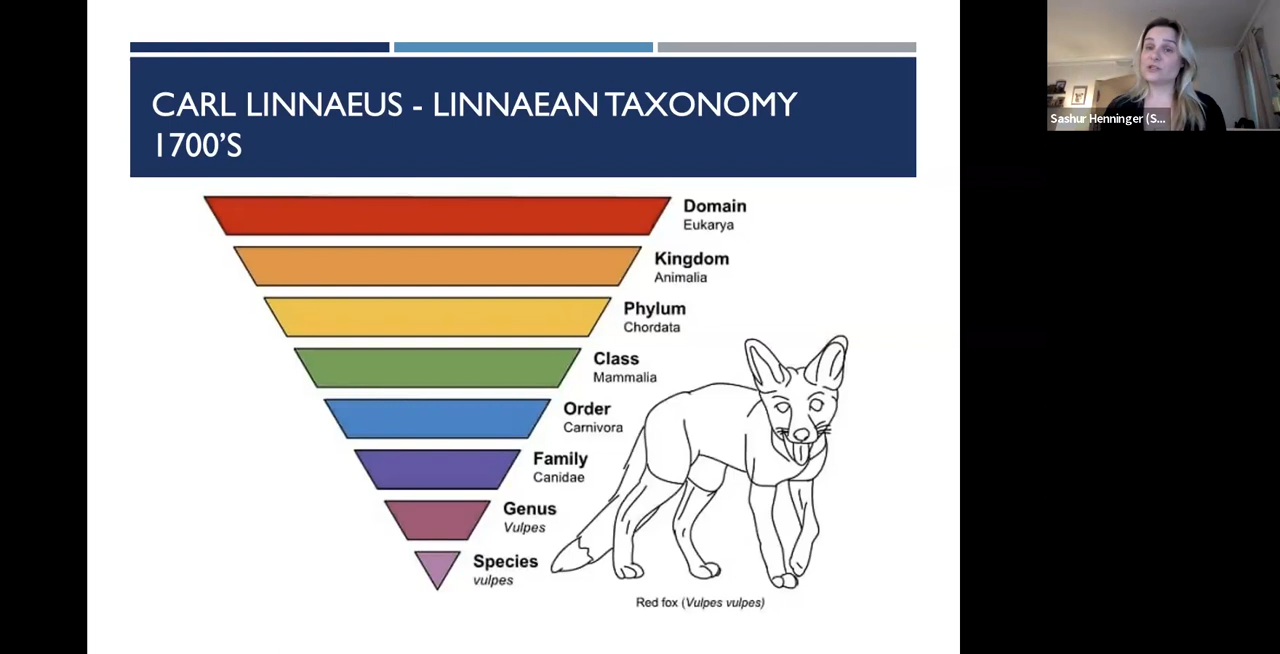 CARL LINNAEUS - LINNAEAN TAXONOMY
1700'S
Domain
Eukarya
Kingdom
Animalia
Phylum
Chordata
Class
Mammalia
Order
Carnivora
Family
Canidae
Genus
Vulpes
Species
vulpes
Red fox (Vulpes vulpes)
Sashur Henninger (S...